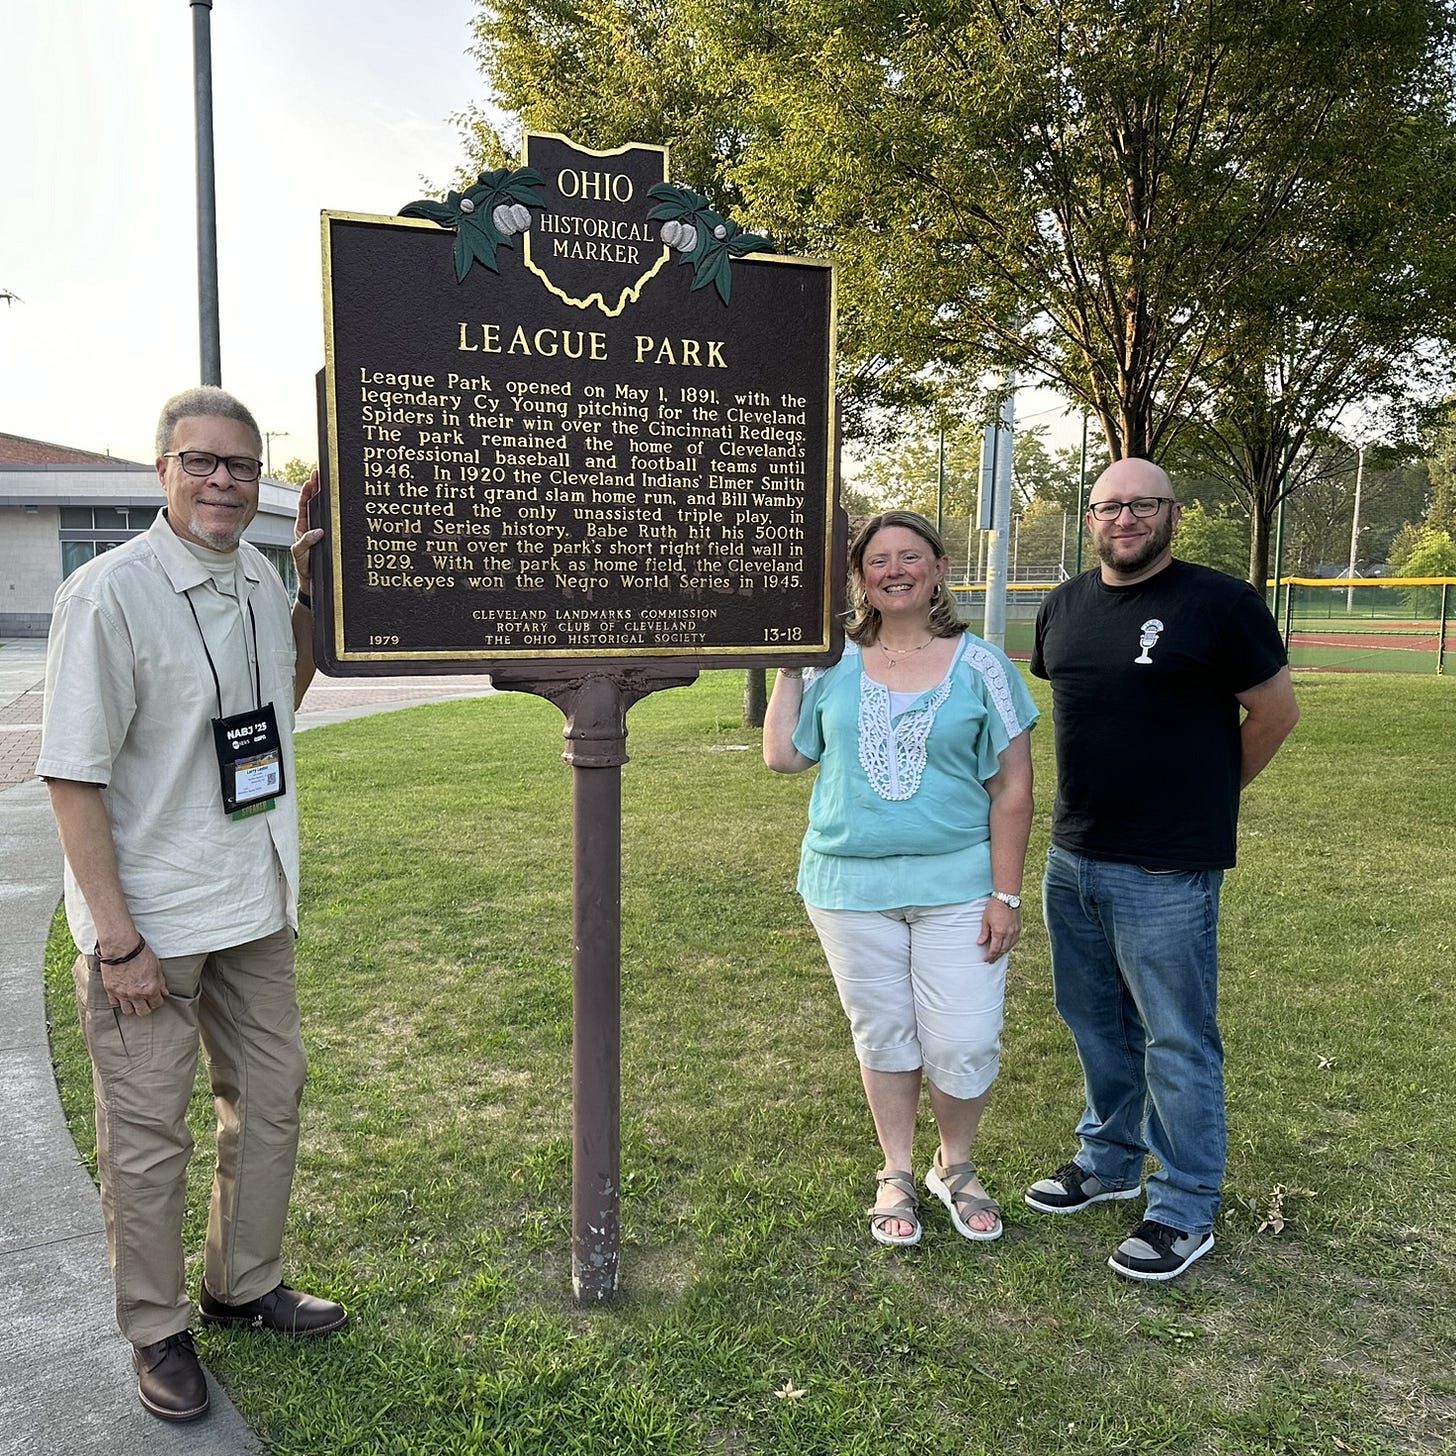 OHIO
HISTORICAL
MARKER
LEAGUE PARK
League Park opened on May 1, 1891, with the
legendary Cy Young pitching for the Cleveland
Spiders in their win over the Cincinnati Redlegs.
The park remained the home of Cleveland's
professional baseball and football teams until
1946. In 1920 the Cleveland Indians' Elmer Smith
hit the first grand slam home run, and Bill Wamby
executed the only unassisted triple play, in
World Series history. Babe Ruth hit his 500th
home run over the park's short right field wall in
1929. With the park as home field, the Cleveland
Buckeyes won the Negro World Series in 1945.
CLEVELAND LANDMARKS COMMISSION
ROTARY CLUB OF CLEVELAND
1979 THE OHIO HISTORICAL SOCIETY 13-18
NABJ '25
NEWS
Larry Lester
SPEAKER